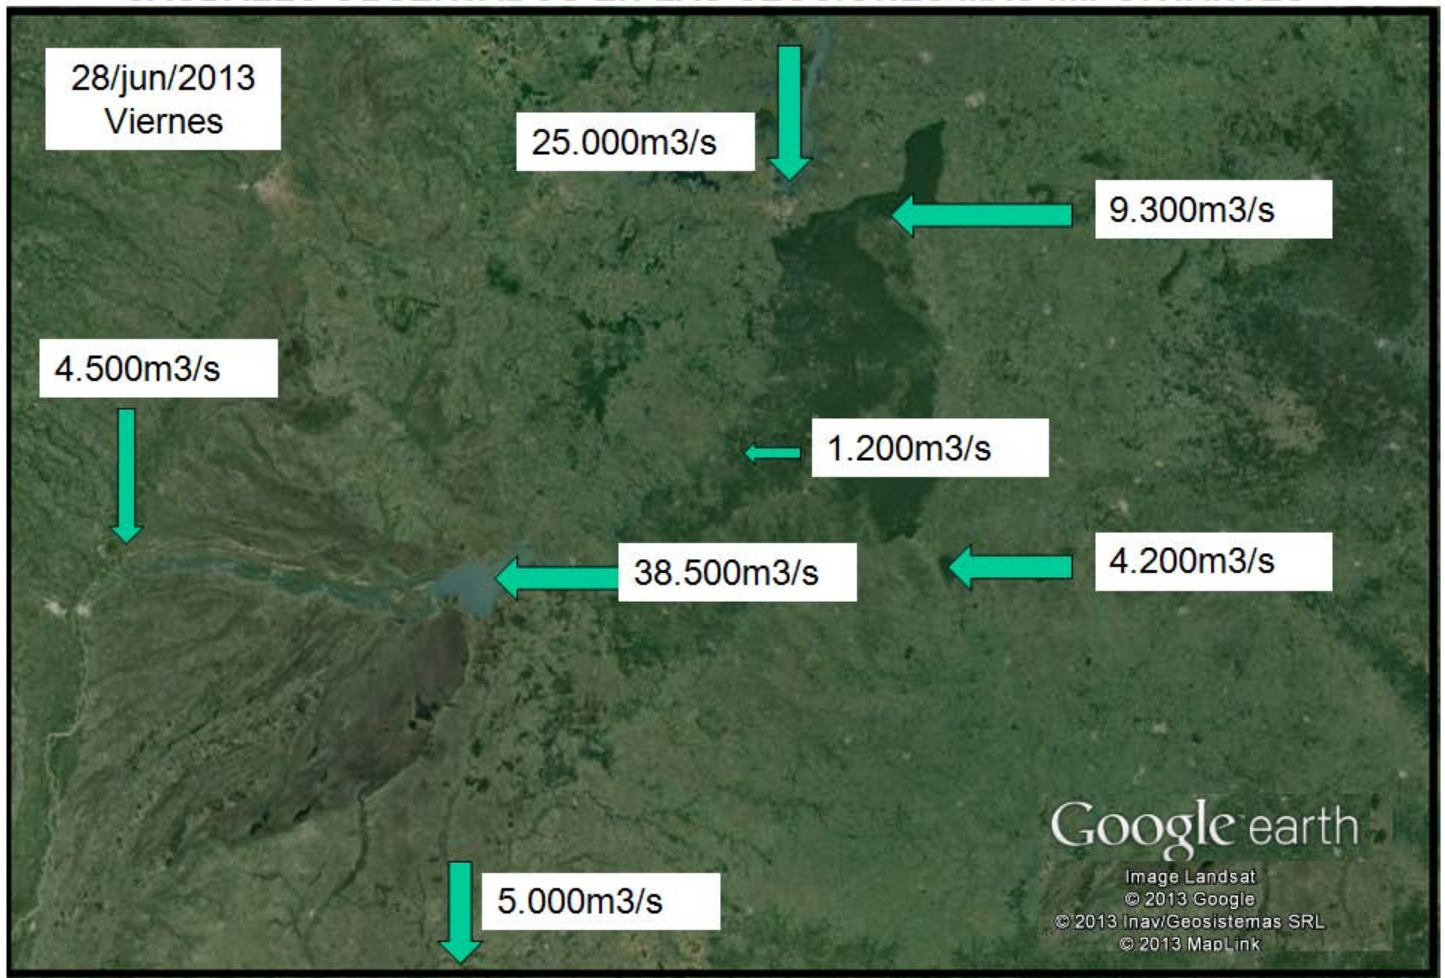 28/jun/2013
Viernes
25.000m3/s
9.300m3/s
4.500m3/s
1.200m3/s
38.500m3/s
4.200m3/s
5.000m3/s
Google earth
Image Landsat
© 2013 Google
© 2013 Inav/Geosistemas SRL
© 2013 MapLink